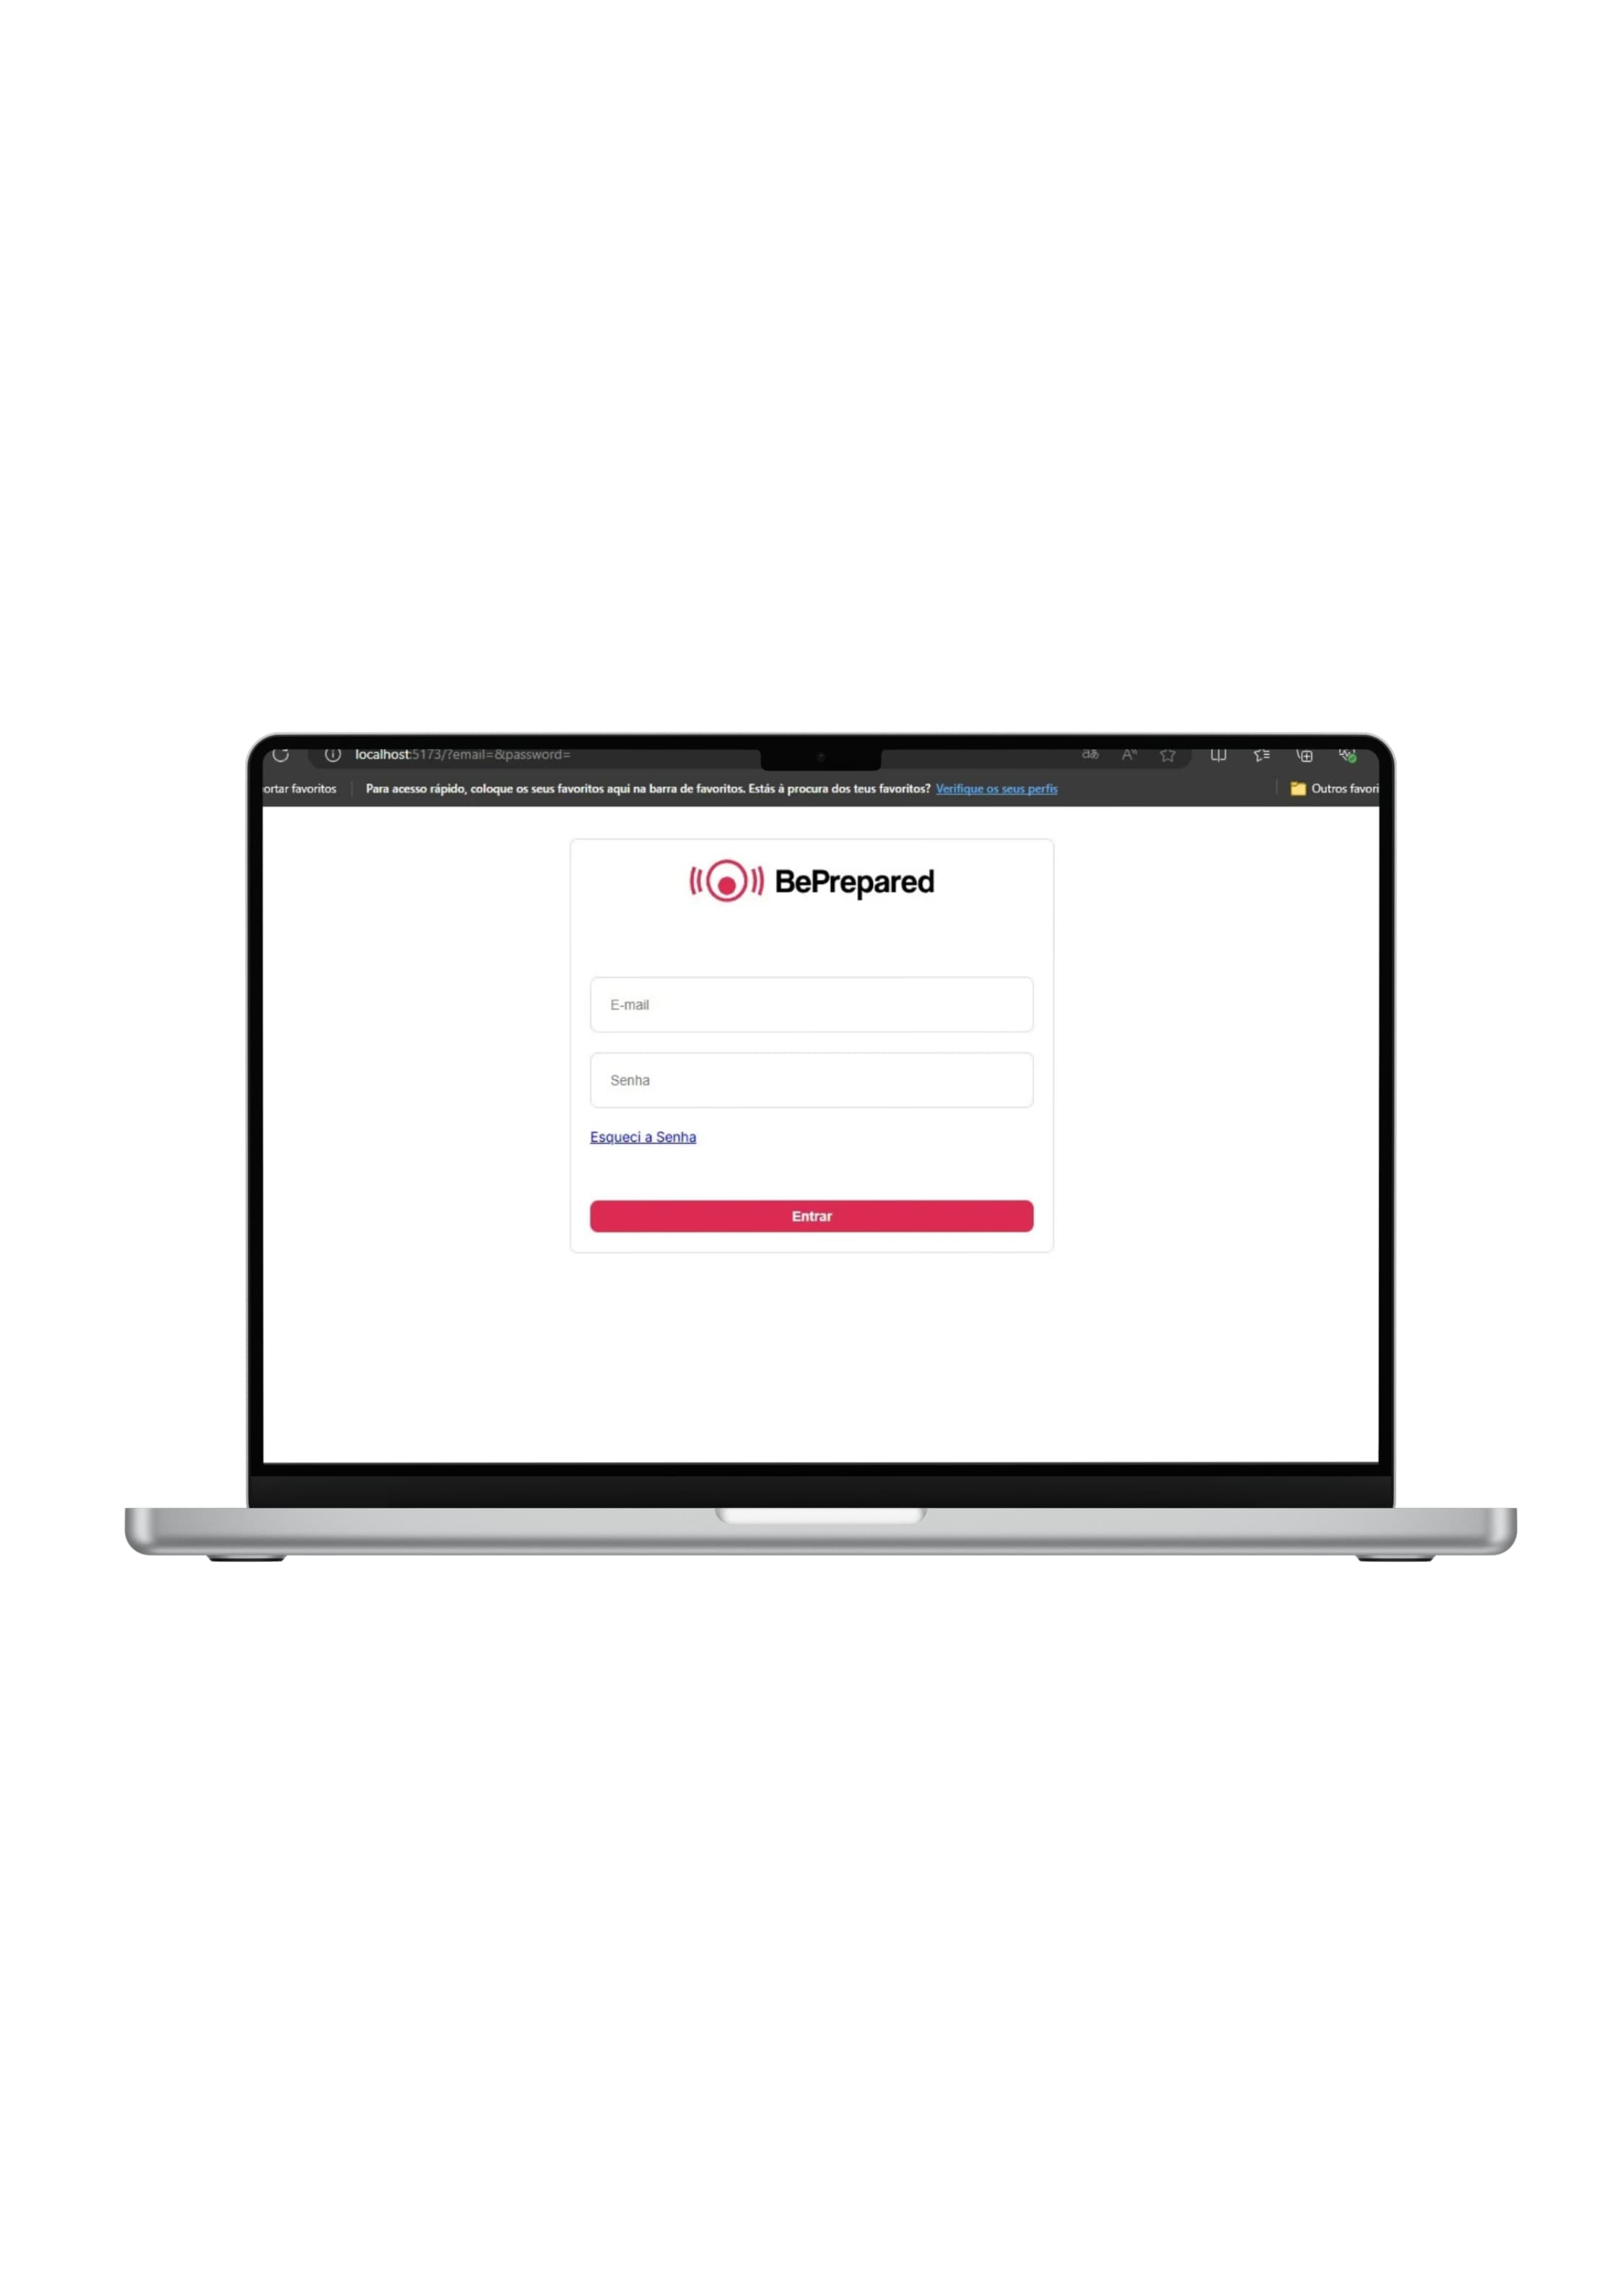 localhost:5173/?email=&password=
ortar favoritos Para acesso rápido, coloque os seus favoritos aqui na barra de favoritos. Estás à procura dos teus favoritos? Verifique os seus perfis Outros favori
BePrepared
E-mail
Senha
Esqueci a Senha
Entrar